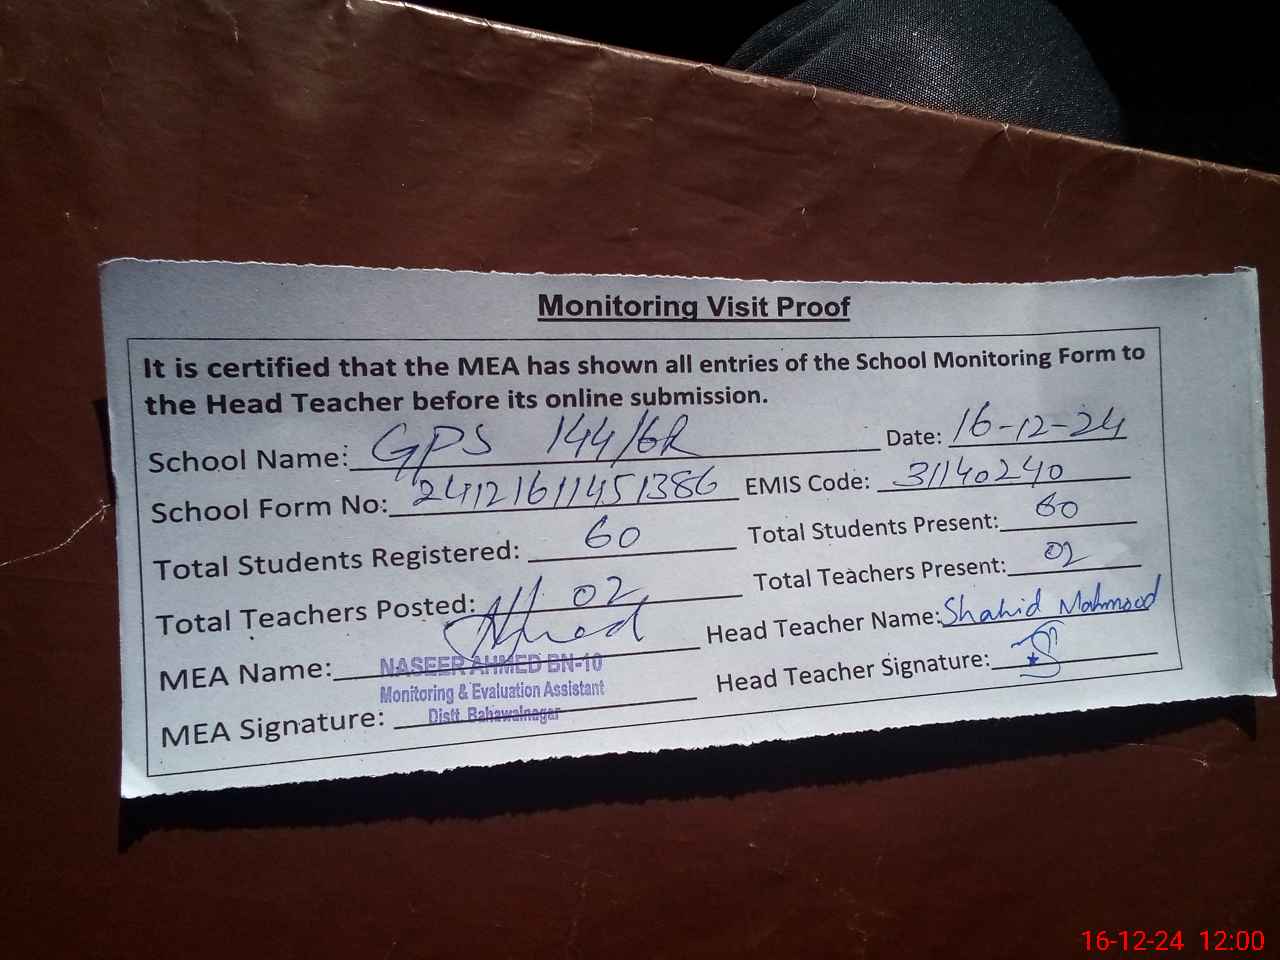 Monitoring Visit Proof
It is certified that the MEA has shown all entries of the School Monitoring Form to
the Head Teacher before its online submission.
School Name: GPS 144/6R Date: 16-12-24
School Form No: 241216111451386 EMIS Code: 31140240
Total Students Registered: 60 Total Students Present: 60
Total Teachers Posted: 02 Total Teachers Present: 02
MEA Name: Head Teacher Name: Shahid Mahmood
NASEER AHMED BN-10
Monitoring & Evaluation Assistant
Distt. Bahawalnagar
MEA Signature: Head Teacher Signature:
16-12-24 12:00